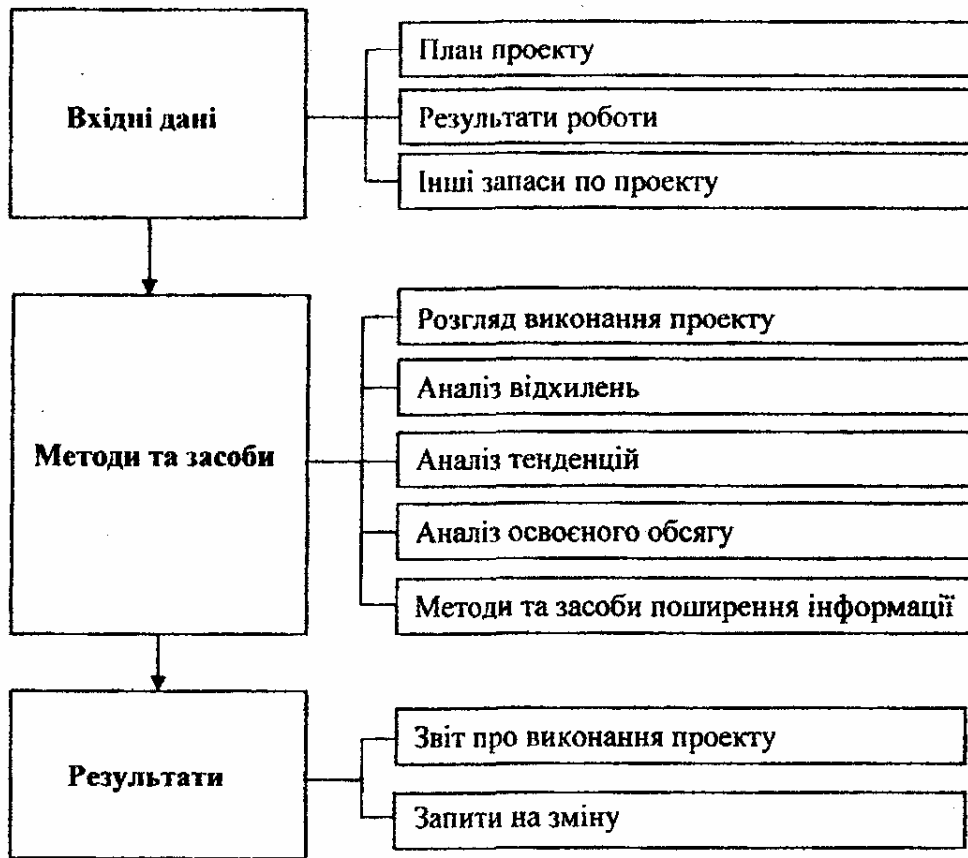 Вхідні дані
План проекту
Результати роботи
Інші запаси по проекту
Методи та засоби
Розгляд виконання проекту
Аналіз відхилень
Аналіз тенденцій
Аналіз освоєного обсягу
Методи та засоби поширення інформації
Результати
Звіт про виконання проекту
Запити на зміну